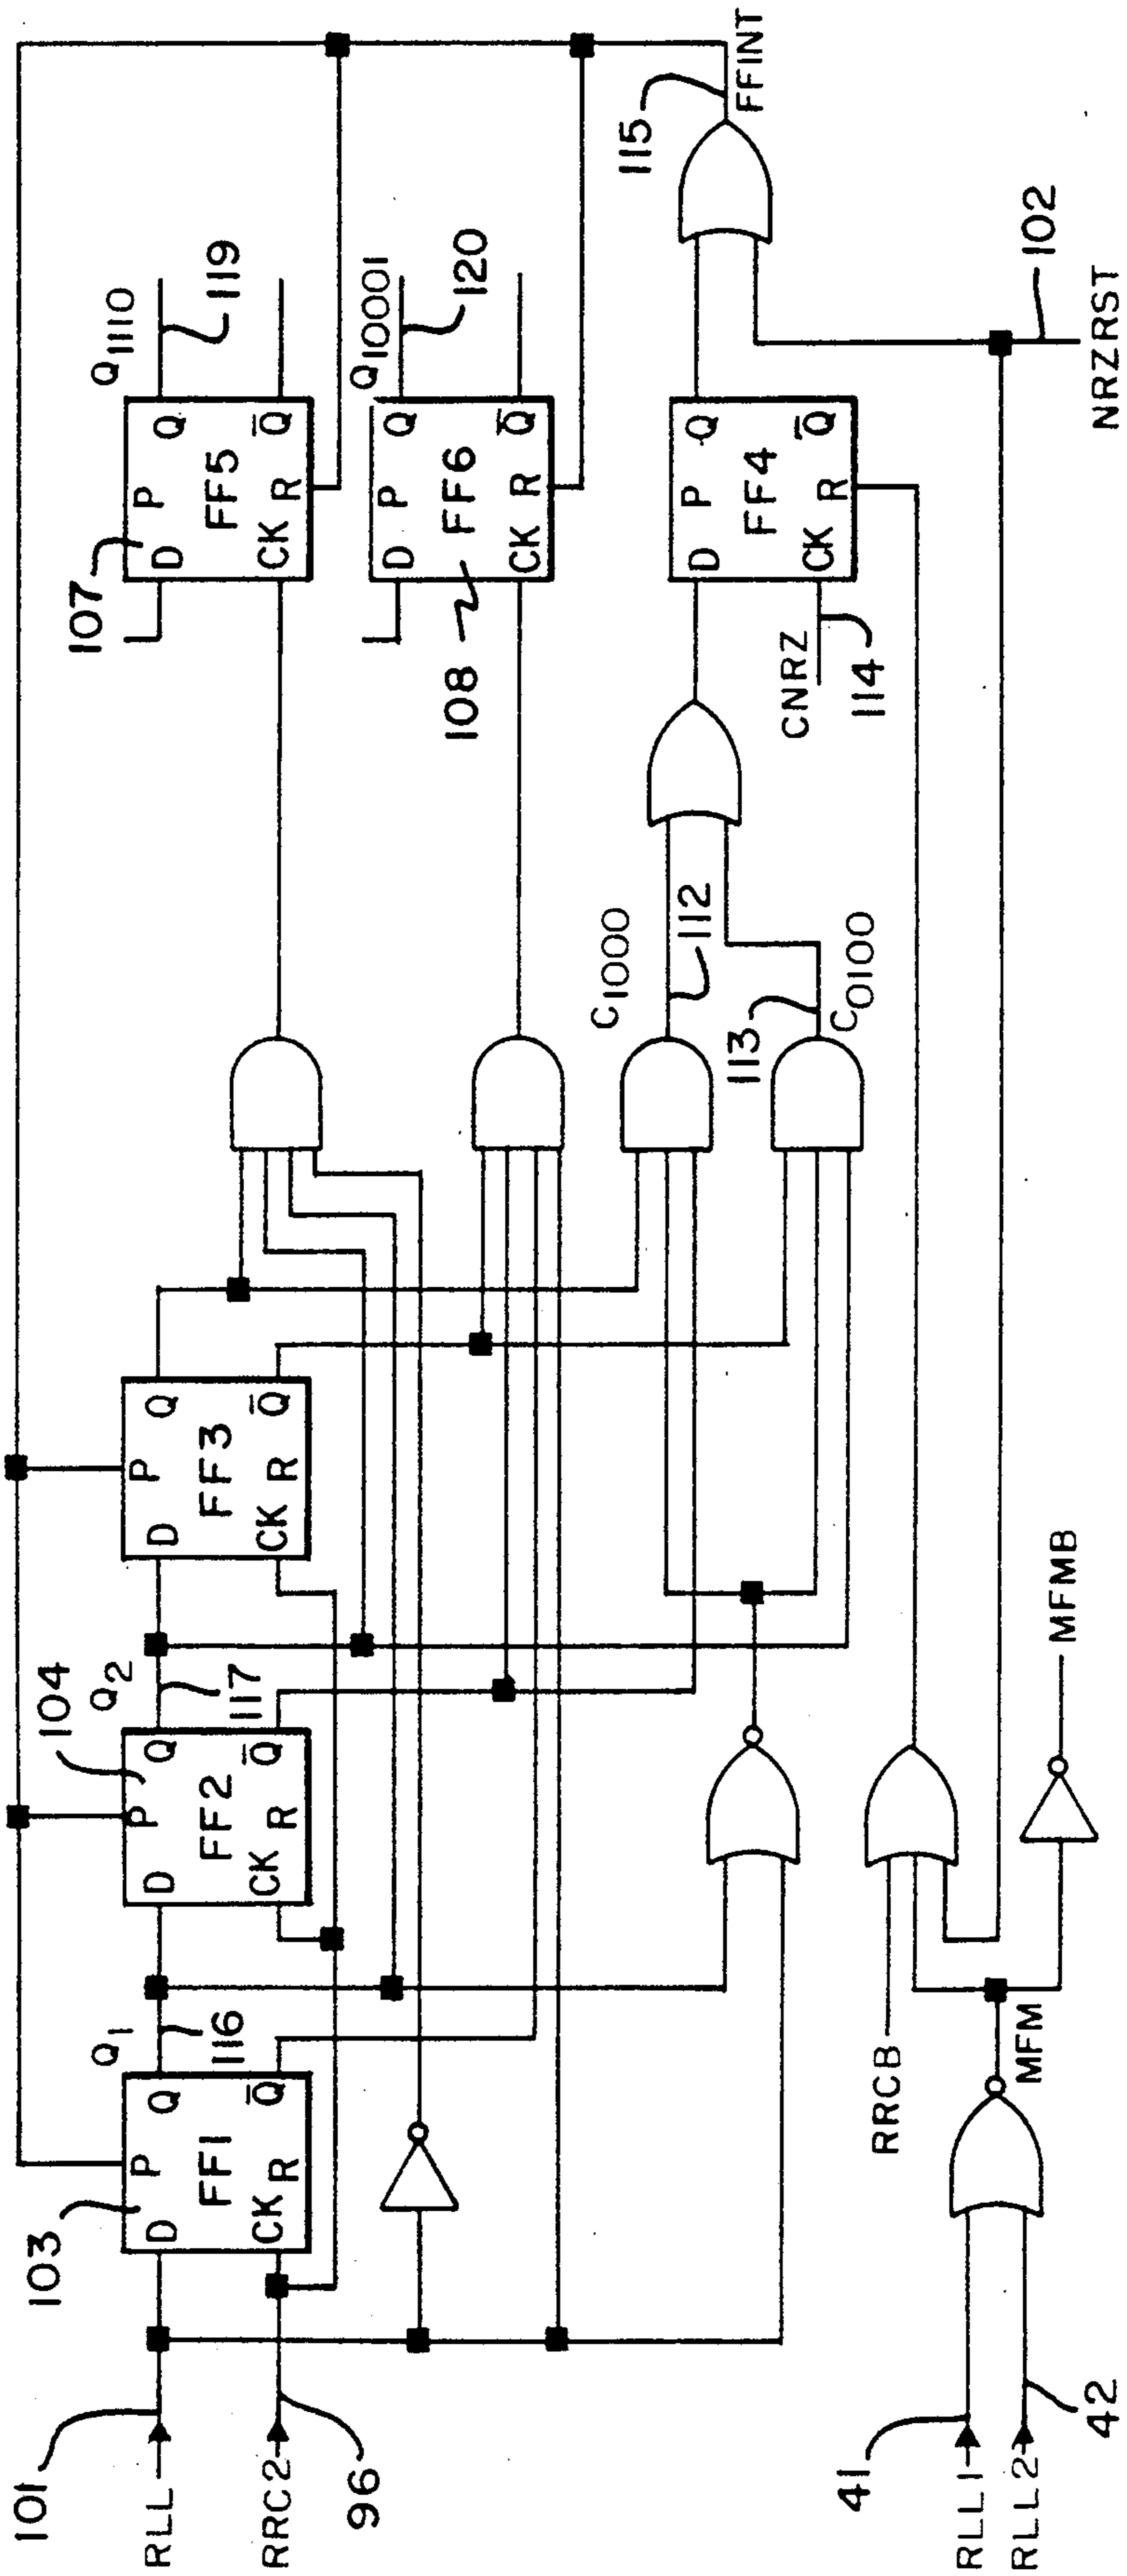 101
RLL
RRC2
96
103
D
P
Q
FF1
CK
R
Q̅
Q1
116
104
D
P
Q
FF2
CK
R
Q̅
Q2
117
D
P
Q
FF3
CK
R
Q̅
107
D
P
Q
FF5
CK
R
Q̅
Q1110
119
108
D
P
Q
FF6
CK
R
Q̅
Q10001
120
C1000
112
113
C0100
D
P
Q
FF4
CK
R
Q̅
CNRZ
114
115
FFINT
102
NRZRST
41
RLL1
RLL2
42
RRCB
MFM
MFMB